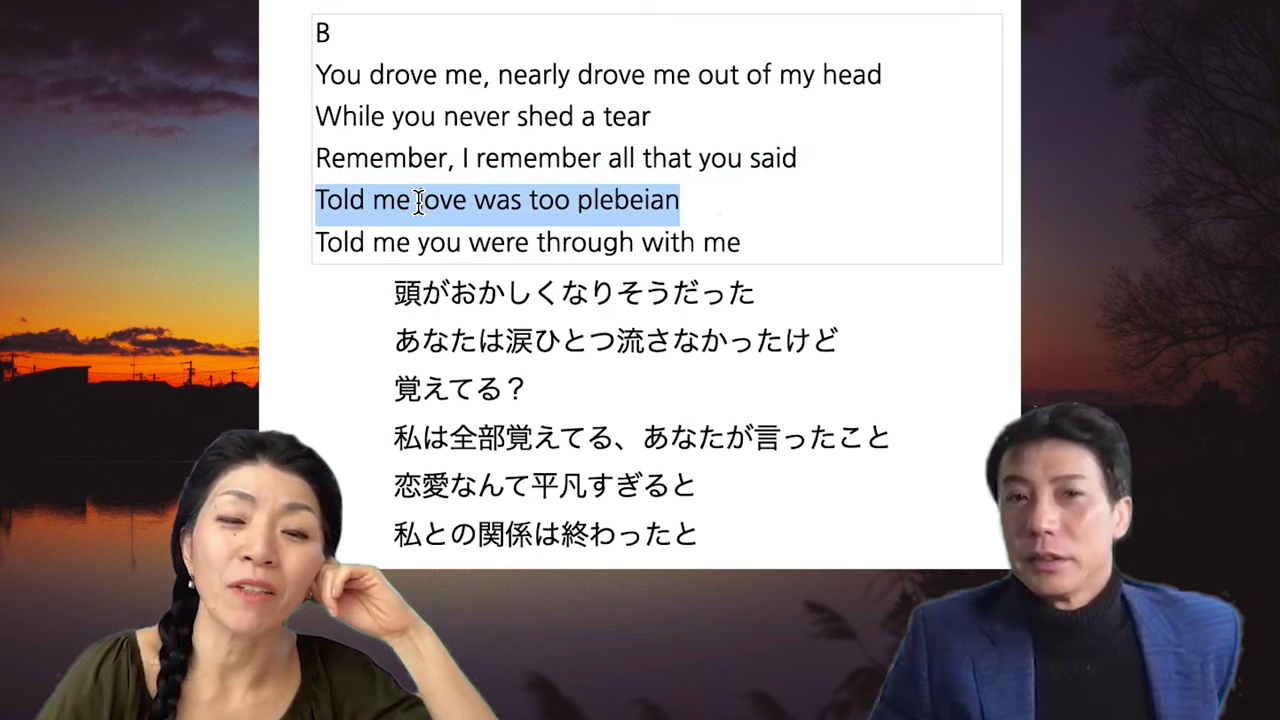 B
You drove me, nearly drove me out of my head
While you never shed a tear
Remember, I remember all that you said
Told me love was too plebeian
Told me you were through with me
頭がおかしくなりそうだった
あなたは涙ひとつ流さなかったけど
覚えてる？
私は全部覚えてる、あなたが言ったこと
恋愛なんて平凡すぎると
私との関係は終わったと